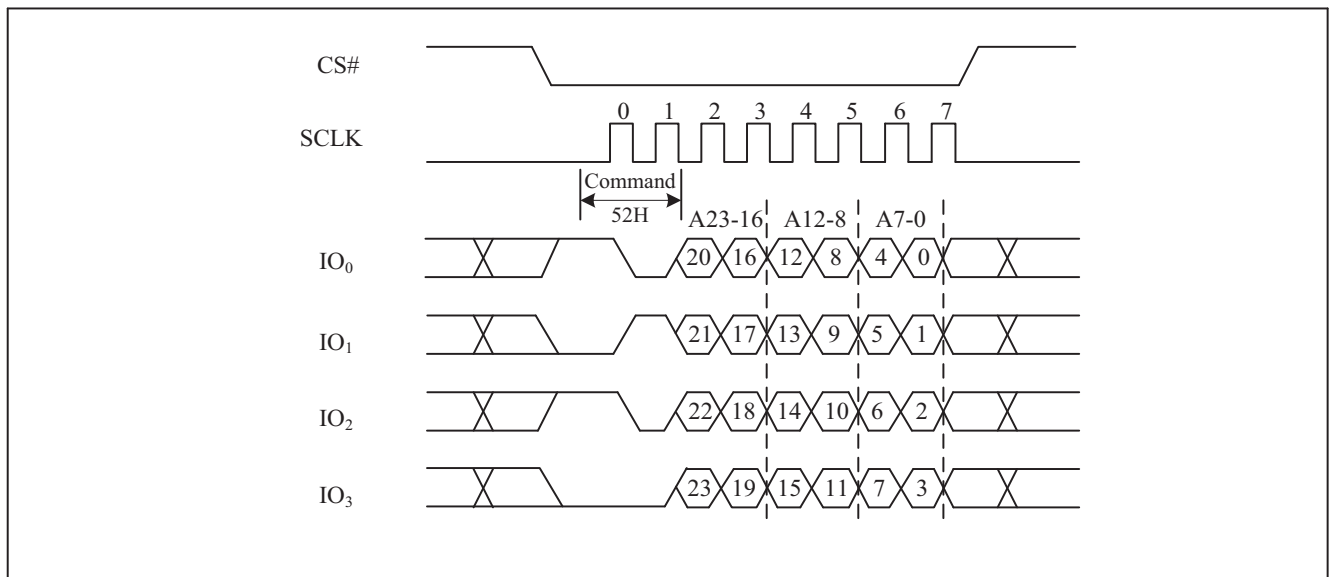 CS#
0 1 2 3 4 5 6 7
SCLK
Command
52H
A23-16 A12-8 A7-0
IO0 20 16 12 8 4 0
IO1 21 17 13 9 5 1
IO2 22 18 14 10 6 2
IO3 23 19 15 11 7 3